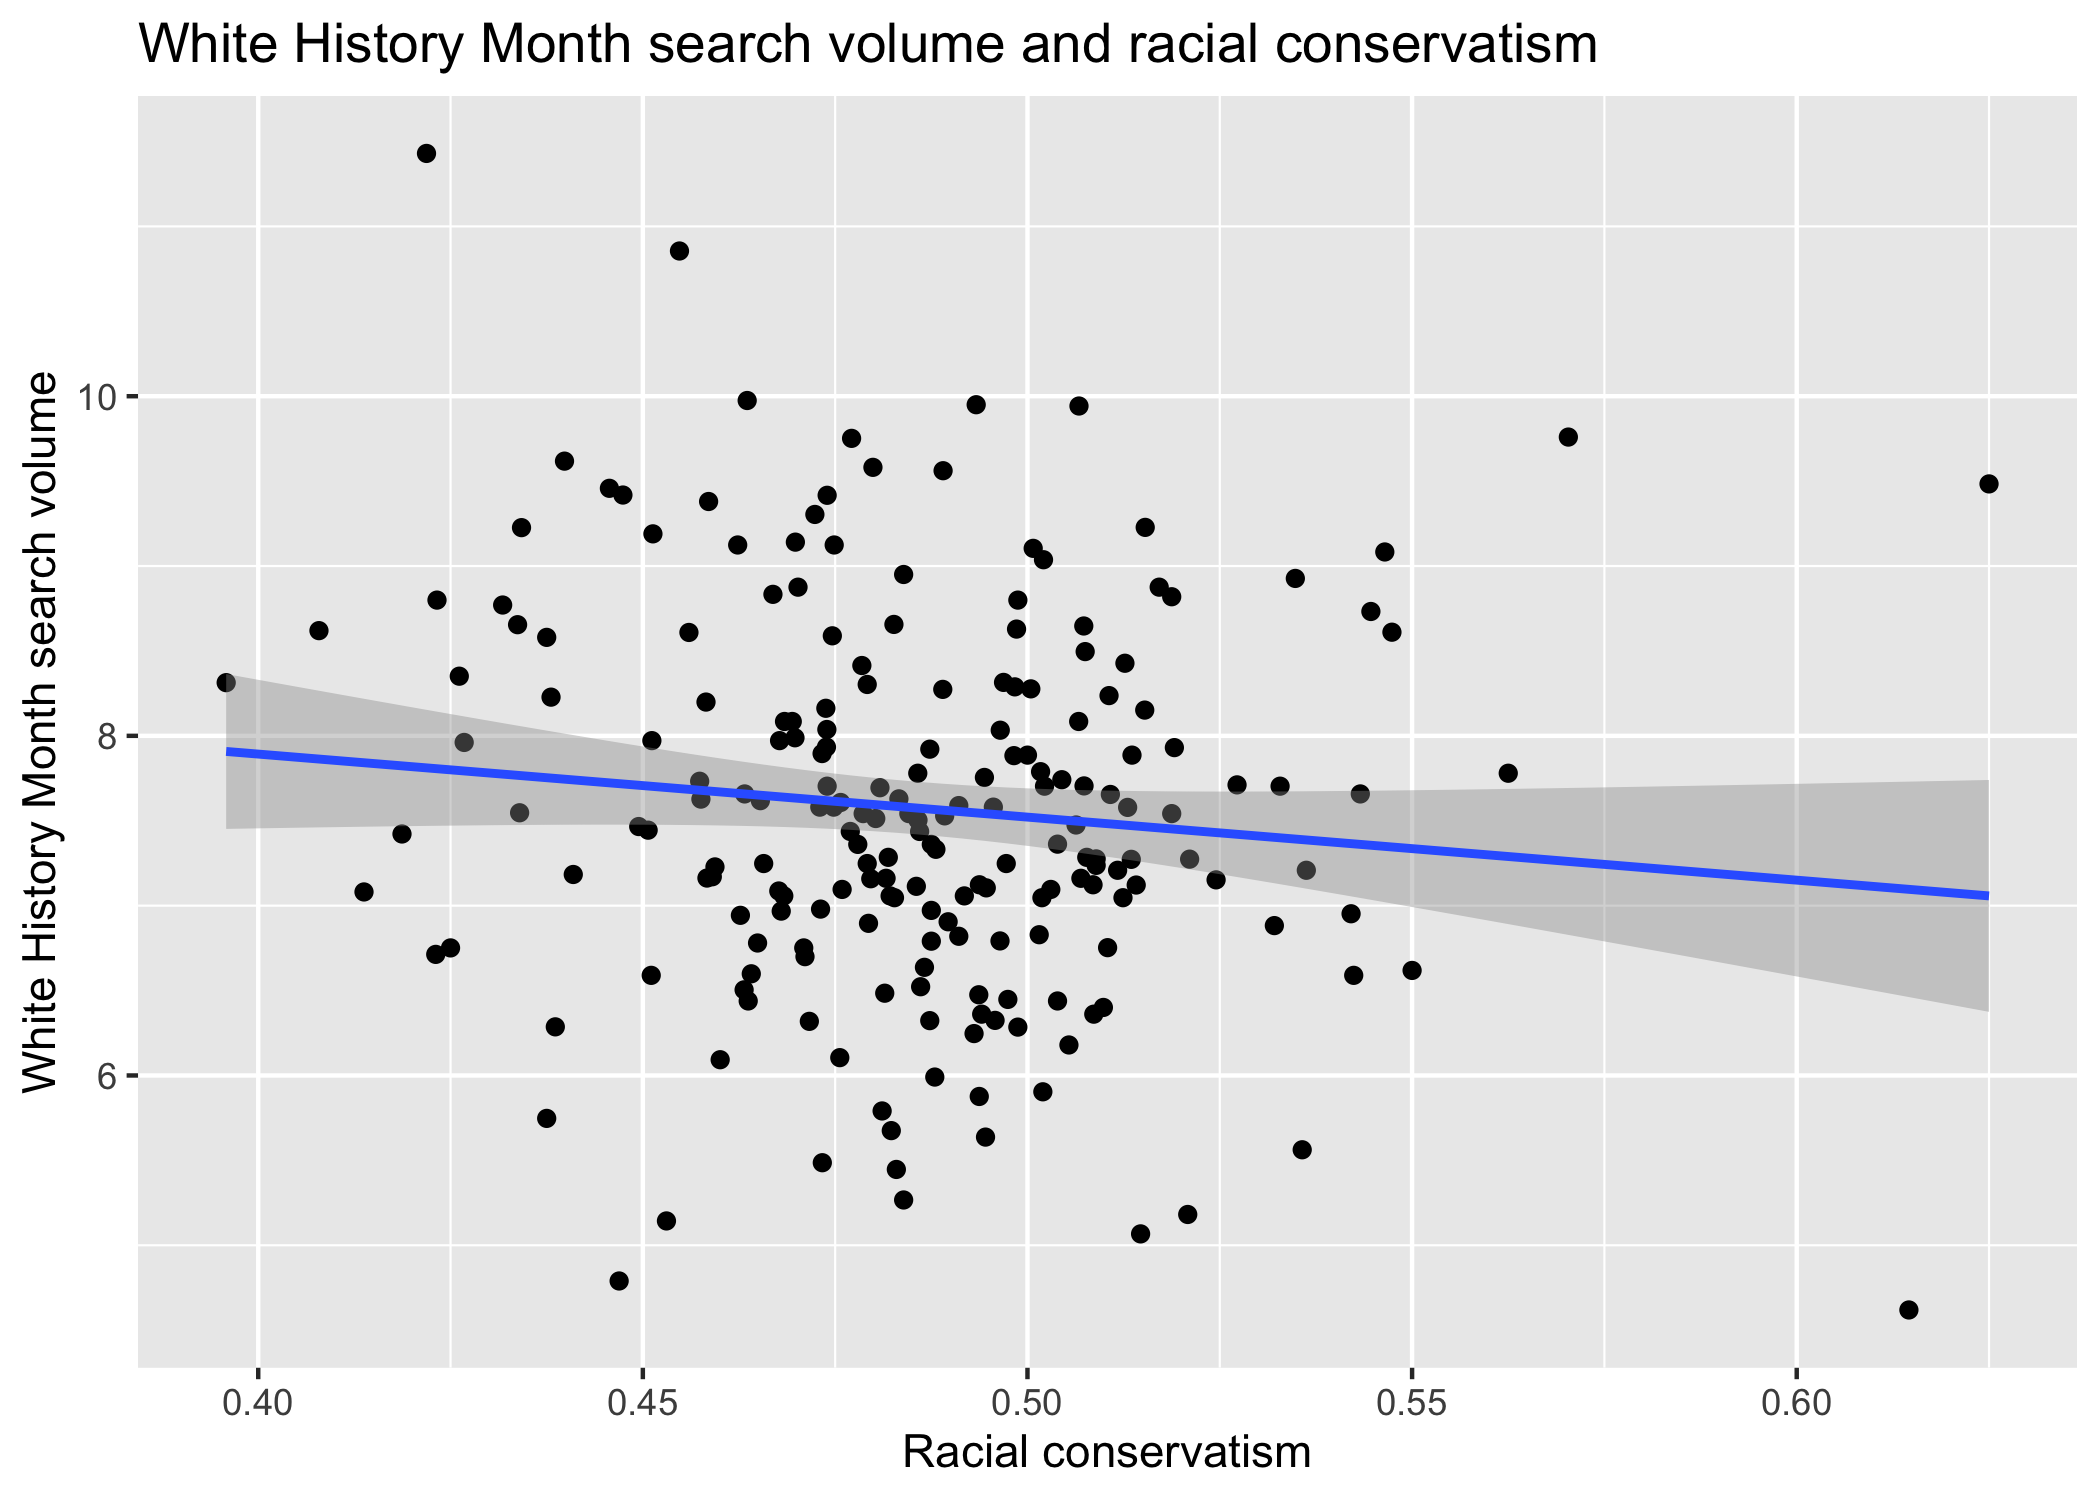 White History Month search volume and racial conservatism
White History Month search volume
10
8
6
0.40
0.45
0.50
0.55
0.60
Racial conservatism